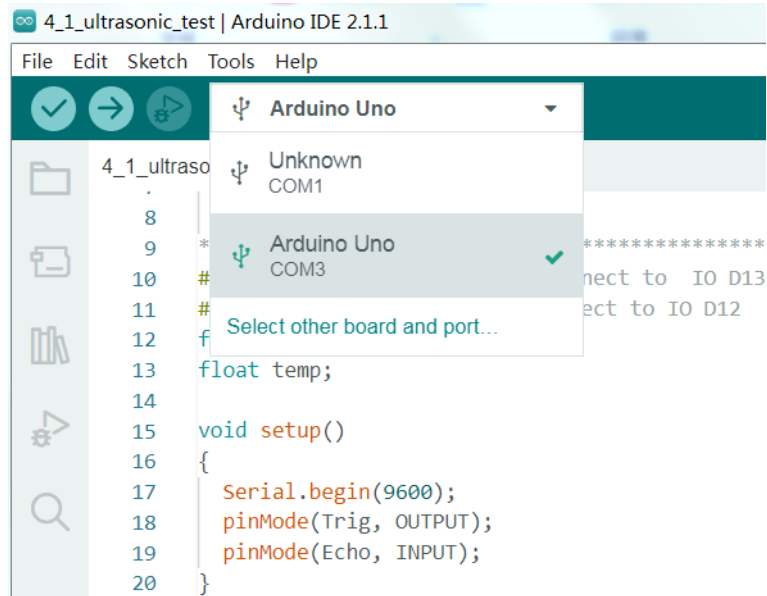 4_1_ultrasonic_test | Arduino IDE 2.1.1
File Edit Sketch Tools Help
Arduino Uno
4_1_ultraso
Unknown
COM1
8
9 * ****************
Arduino Uno
COM3
10 # nect to  IO D13
11 # ect to IO D12
12 f
Select other board and port...
13 float temp;
14
15 void setup()
16 {
17 Serial.begin(9600);
18 pinMode(Trig, OUTPUT);
19 pinMode(Echo, INPUT);
20 }